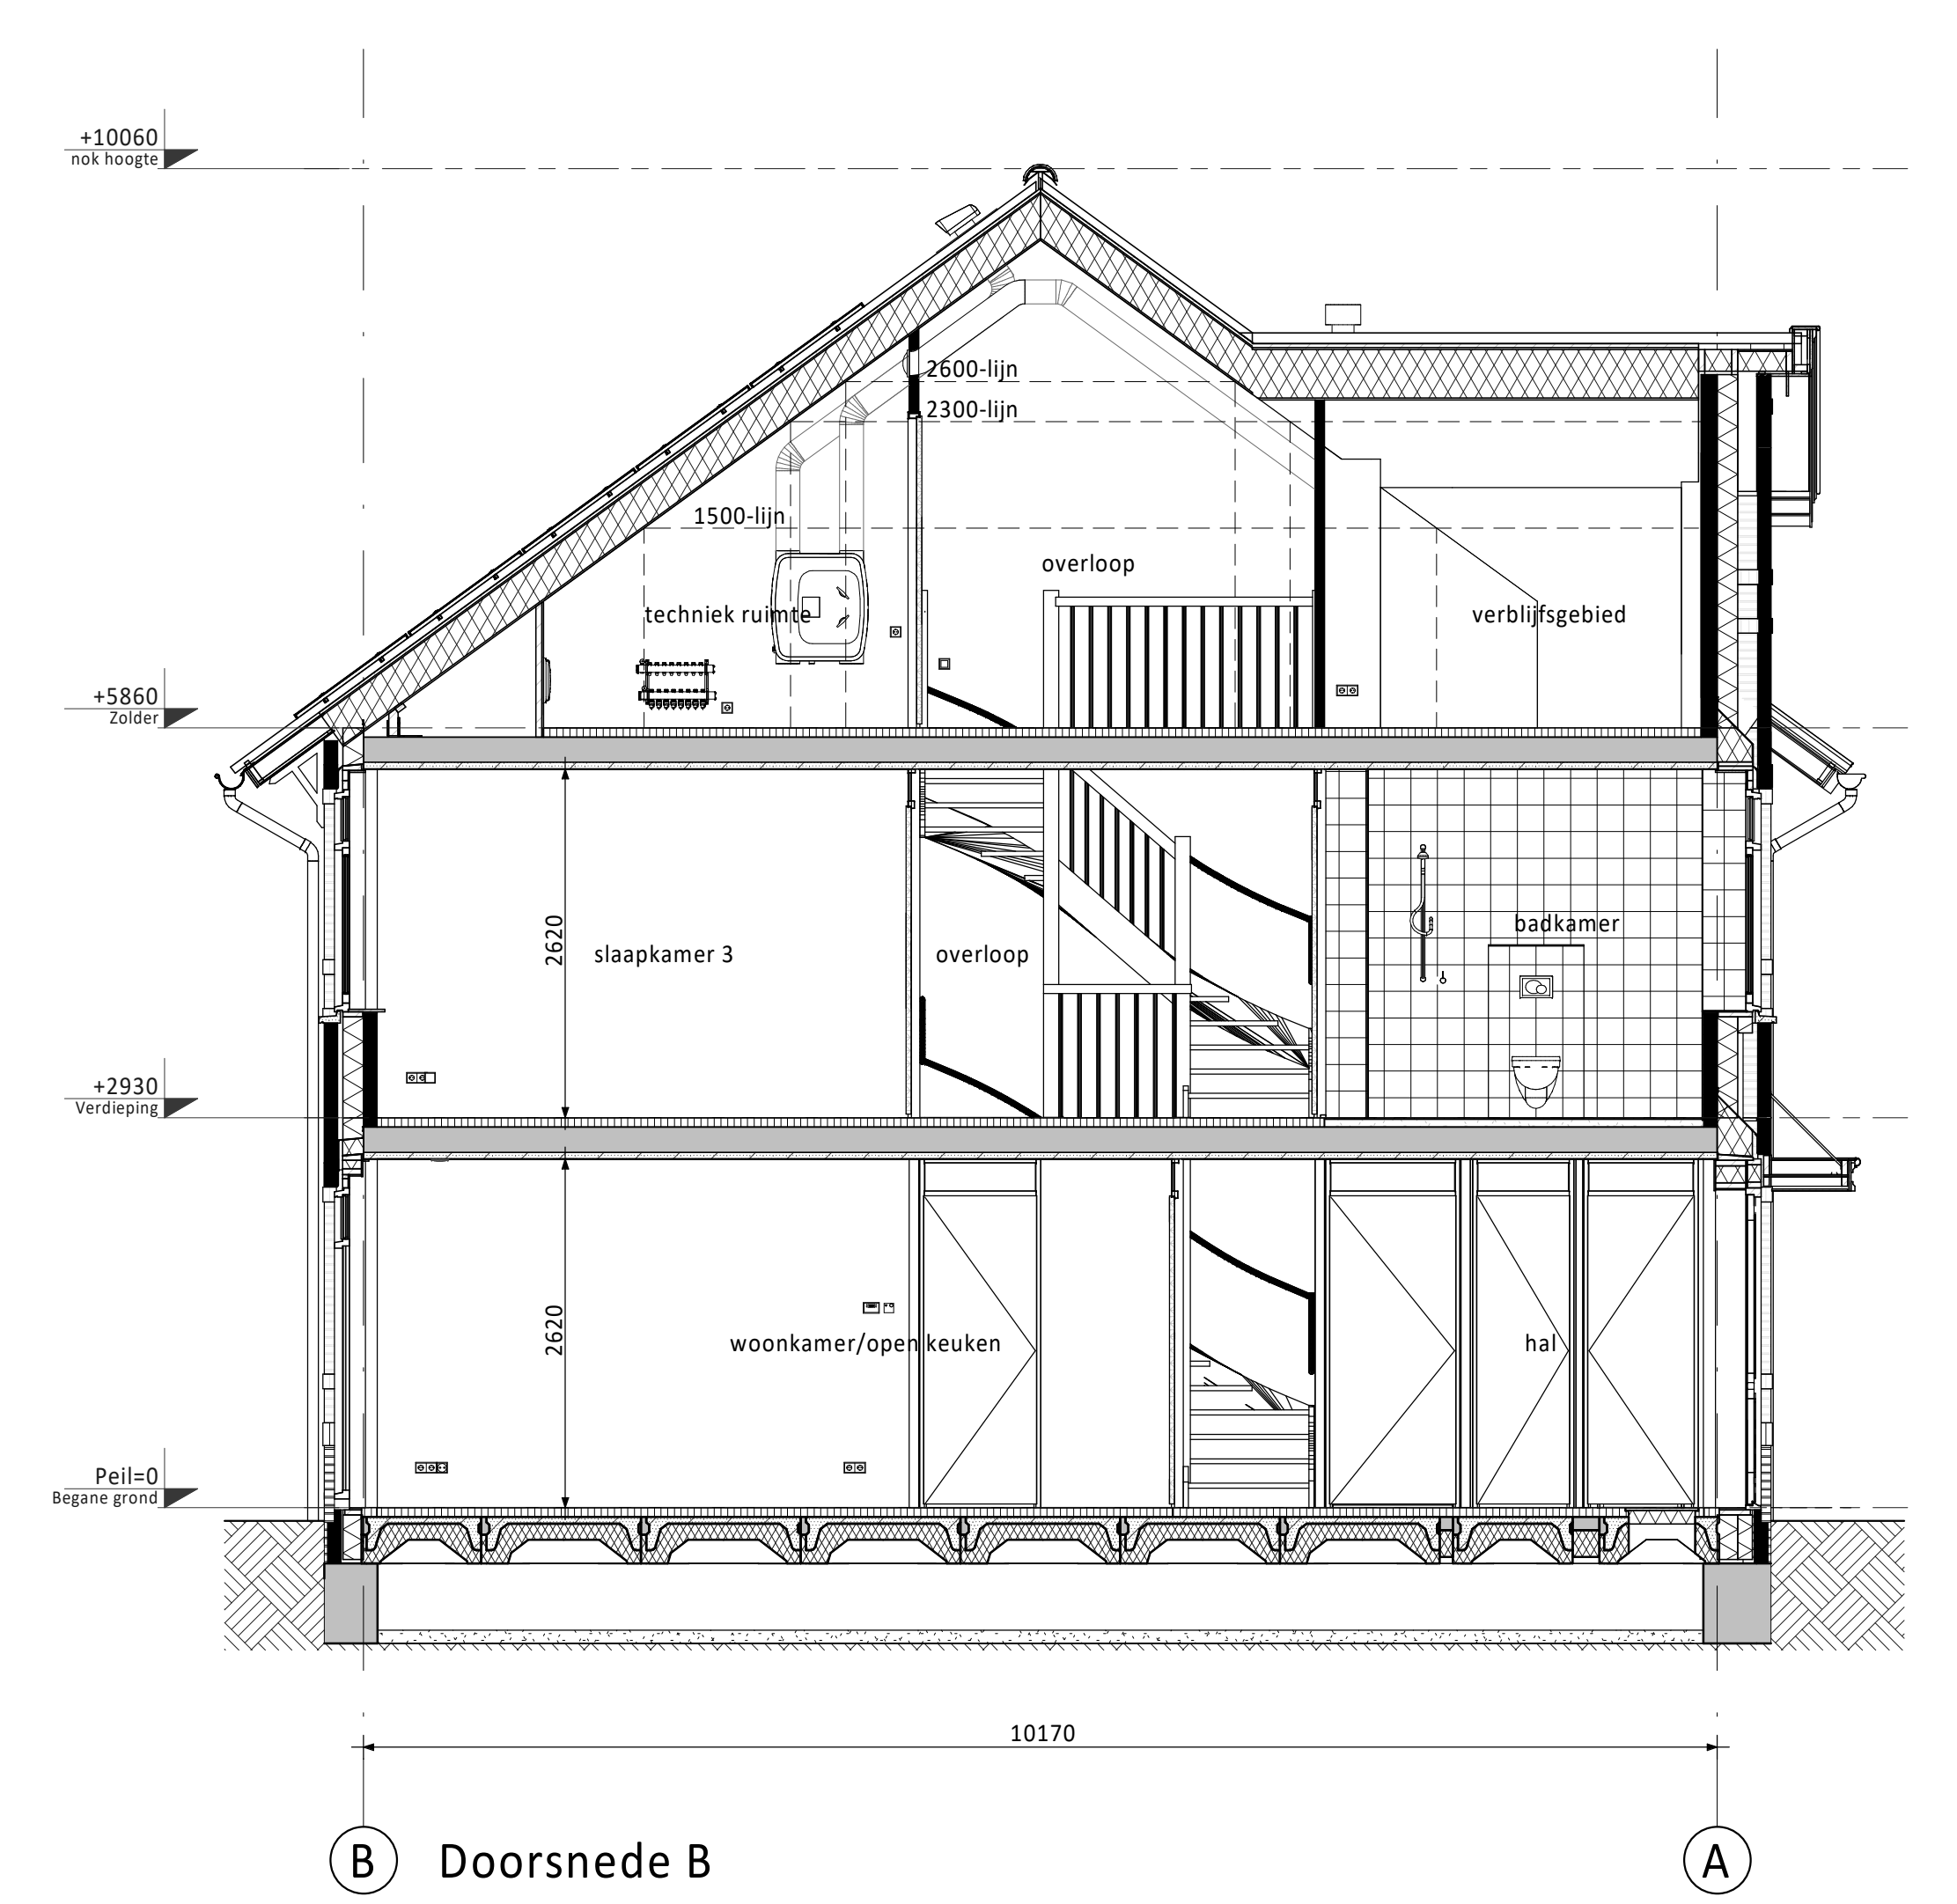 +10060
nok hoogte
2600-lijn
2300-lijn
1500-lijn
overloop
techniek ruimte
verblijfsgebied
+5860
Zolder
2620
slaapkamer 3
overloop
badkamer
+2930
Verdieping
2620
woonkamer/open keuken
hal
Peil=0
Begane grond
10170
B
Doorsnede B
A